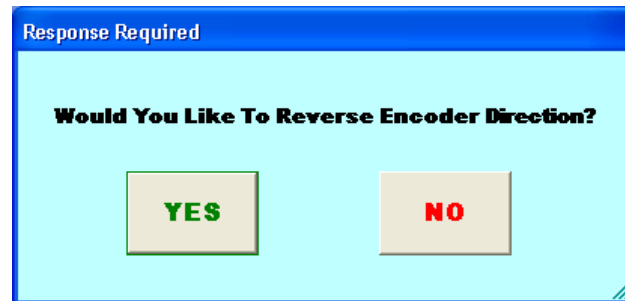 Response Required
Would You Like To Reverse Encoder Direction?
YES
NO